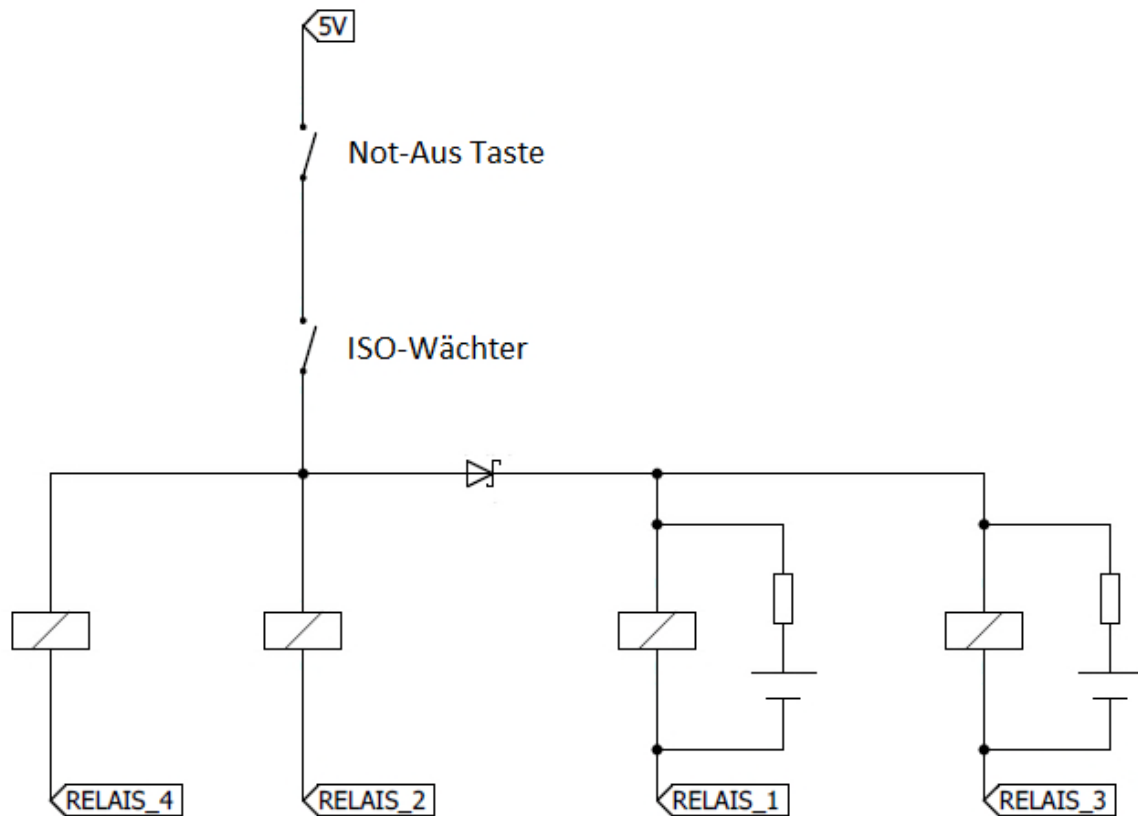 5V
Not-Aus Taste
ISO-Wächter
RELAIS_4
RELAIS_2
RELAIS_1
RELAIS_3